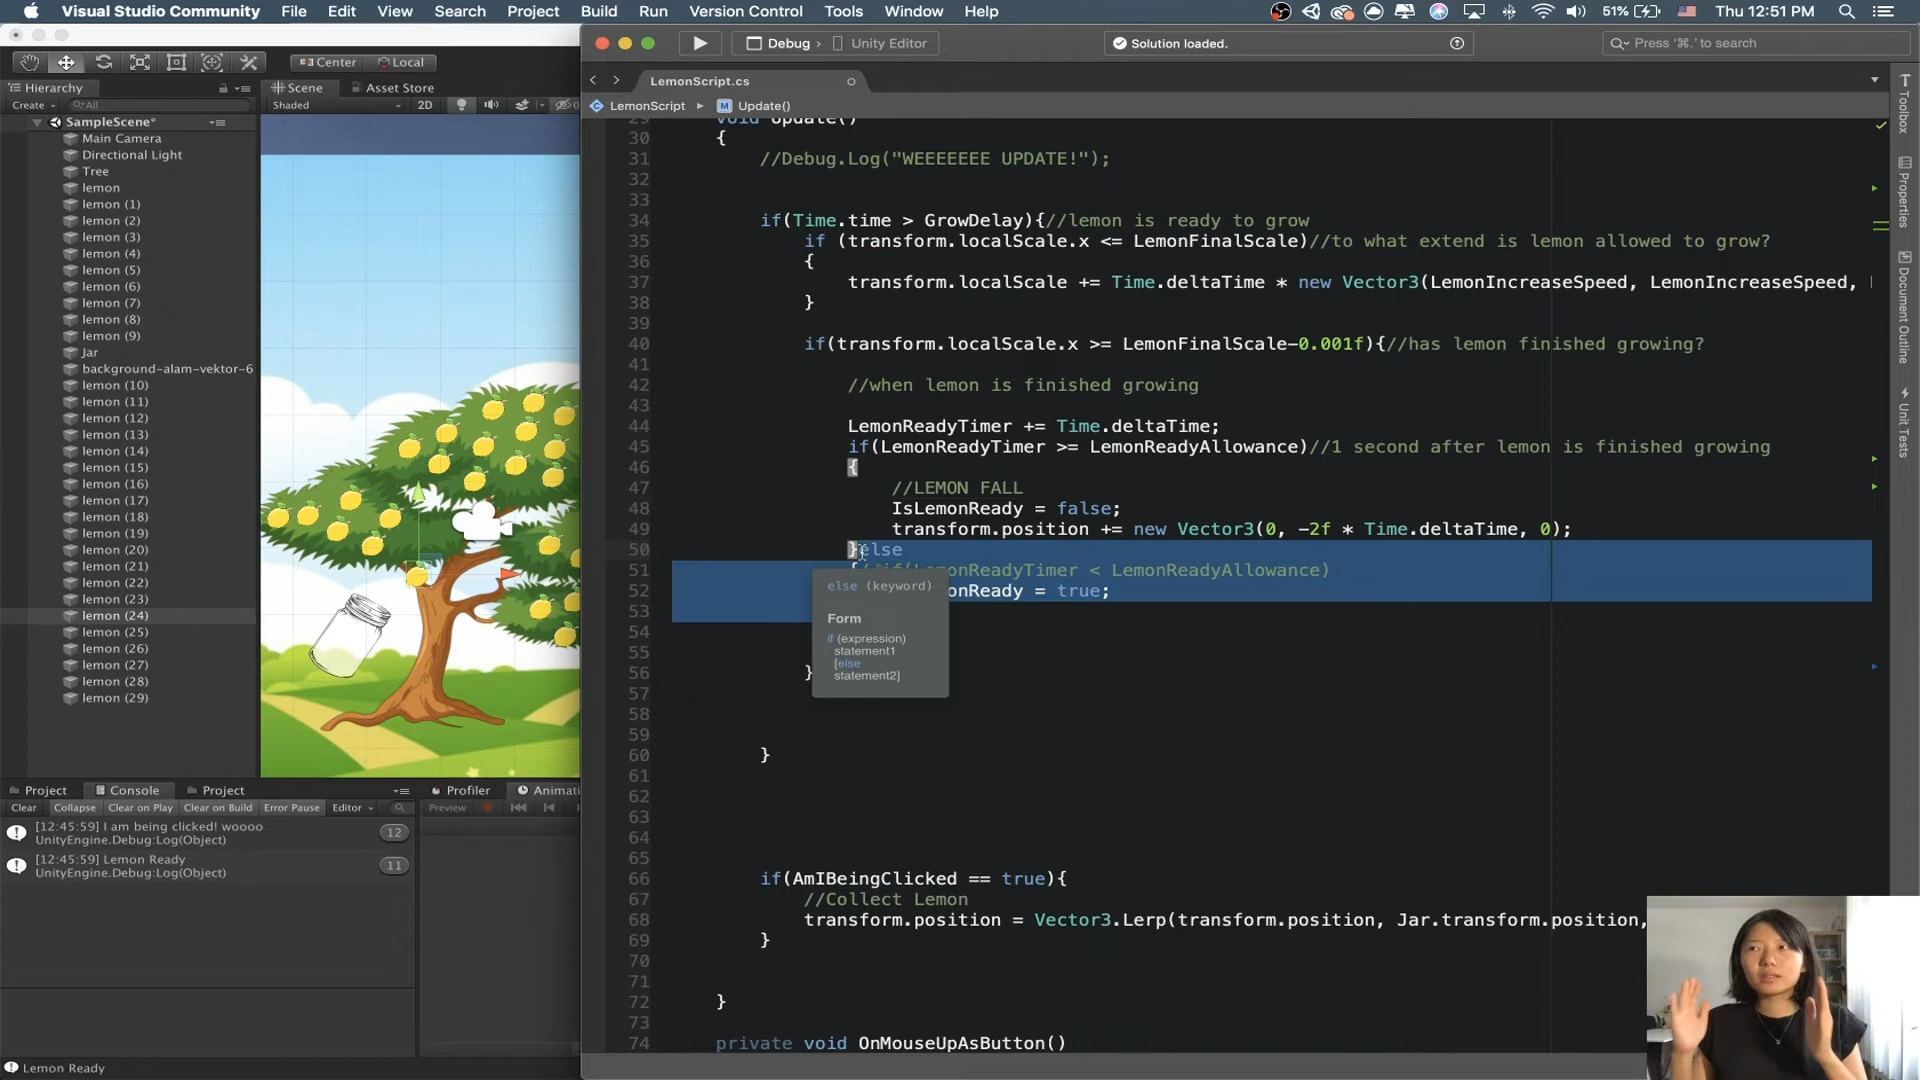 Visual Studio Community File Edit View Search Project Build Run Version Control Tools Window Help 51% Thu 12:51 PM
Debug › Unity Editor Solution loaded. Press '⌘.' to search
Center Local
Hierarchy Scene Asset Store
Create All Shaded 2D 0
LemonScript.cs
LemonScript ▸ M Update()
SampleScene*
Main Camera
Directional Light
Tree
lemon
lemon (1)
lemon (2)
lemon (3)
lemon (4)
lemon (5)
lemon (6)
lemon (7)
lemon (8)
lemon (9)
Jar
background-alam-vektor-6
lemon (10)
lemon (11)
lemon (12)
lemon (13)
lemon (14)
lemon (15)
lemon (16)
lemon (17)
lemon (18)
lemon (19)
lemon (20)
lemon (21)
lemon (22)
lemon (23)
lemon (24)
lemon (25)
lemon (26)
lemon (27)
lemon (28)
lemon (29)
29 void Update()
30 {
31 //Debug.Log("WEEEEEEE UPDATE!");
32
33
34 if(Time.time > GrowDelay){//lemon is ready to grow
35 if (transform.localScale.x <= LemonFinalScale)//to what extend is lemon allowed to grow?
36 {
37 transform.localScale += Time.deltaTime * new Vector3(LemonIncreaseSpeed, LemonIncreaseSpeed,
38 }
39
40 if(transform.localScale.x >= LemonFinalScale-0.001f){//has lemon finished growing?
41
42 //when lemon is finished growing
43
44 LemonReadyTimer += Time.deltaTime;
45 if(LemonReadyTimer >= LemonReadyAllowance)//1 second after lemon is finished growing
46 {
47 //LEMON FALL
48 IsLemonReady = false;
49 transform.position += new Vector3(0, -2f * Time.deltaTime, 0);
50 }else
51 {//if(LemonReadyTimer < LemonReadyAllowance)
52 onReady = true;
53
54
55
56 }
57
58
59
60 }
61
62
63
64
65
66 if(AmIBeingClicked == true){
67 //Collect Lemon
68 transform.position = Vector3.Lerp(transform.position, Jar.transform.position,
69 }
70
71
72 }
73
74 private void OnMouseUpAsButton()
else (keyword)
Form
if (expression)
statement1
[else
statement2]
Toolbox
Properties
Document Outline
Unity Tests
Project Console Project Profiler Animati
Clear Collapse Clear on Play Clear on Build Error Pause Editor Preview
[12:45:59] I am being clicked! woooo 12
UnityEngine.Debug:Log(Object)
[12:45:59] Lemon Ready 11
UnityEngine.Debug:Log(Object)
Lemon Ready